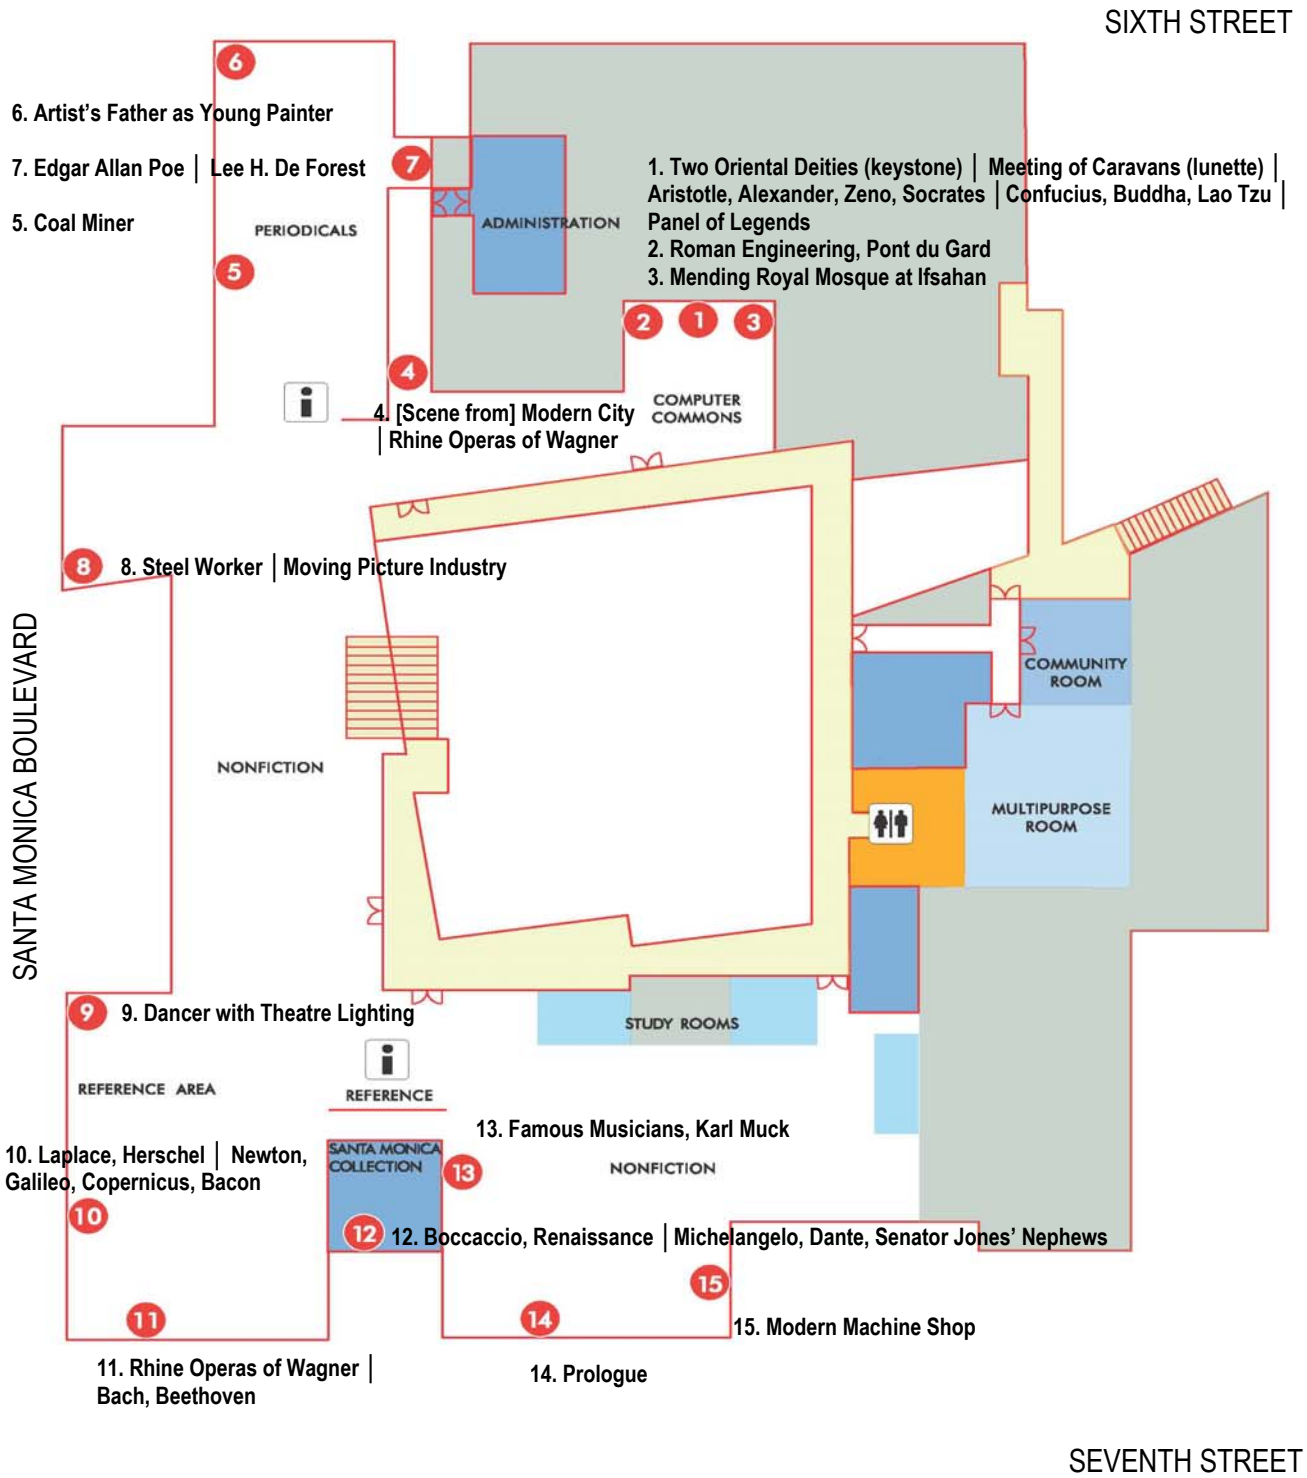 SIXTH STREET
6
6. Artist's Father as Young Painter
7
7. Edgar Allan Poe | Lee H. De Forest
1. Two Oriental Deities (keystone) | Meeting of Caravans (lunette) |
Aristotle, Alexander, Zeno, Socrates | Confucius, Buddha, Lao Tzu |
Panel of Legends
2. Roman Engineering, Pont du Gard
3. Mending Royal Mosque at Ifsahan
5. Coal Miner
PERIODICALS
ADMINISTRATION
5
2
1
3
4
i
COMPUTER
COMMONS
4. [Scene from] Modern City
| Rhine Operas of Wagner
8
8. Steel Worker | Moving Picture Industry
SANTA MONICA BOULEVARD
COMMUNITY
ROOM
NONFICTION
MULTIPURPOSE
ROOM
9
9. Dancer with Theatre Lighting
STUDY ROOMS
i
REFERENCE AREA
REFERENCE
13. Famous Musicians, Karl Muck
10. Laplace, Herschel | Newton,
Galileo, Copernicus, Bacon
SANTA MONICA
COLLECTION
13
NONFICTION
10
12
12. Boccaccio, Renaissance | Michelangelo, Dante, Senator Jones' Nephews
15
11
14
15. Modern Machine Shop
11. Rhine Operas of Wagner |
Bach, Beethoven
14. Prologue
SEVENTH STREET